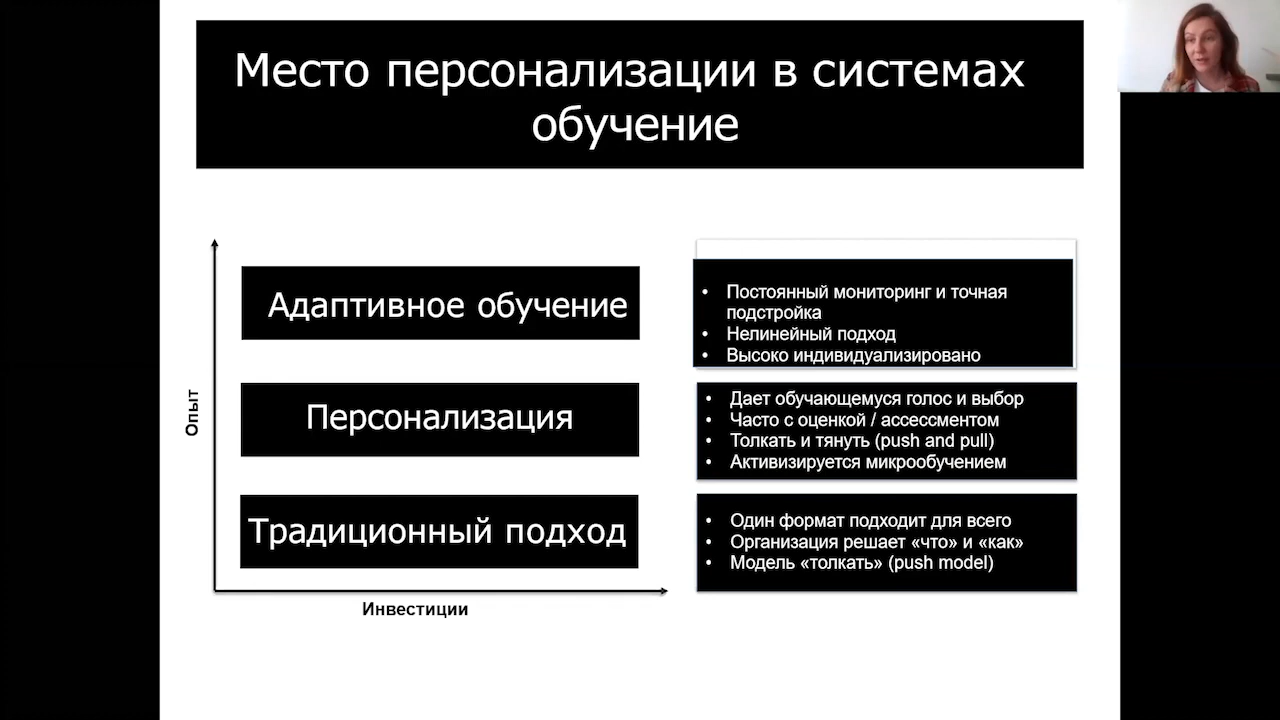 Место персонализации в системах
обучение
Опыт
Адаптивное обучение
• Постоянный мониторинг и точная
подстройка
• Нелинейный подход
• Высоко индивидуализировано
Персонализация
• Дает обучающемуся голос и выбор
• Часто с оценкой / ассессментом
• Толкать и тянуть (push and pull)
• Активизируется микрообучением
Традиционный подход
• Один формат подходит для всего
• Организация решает «что» и «как»
• Модель «толкать» (push model)
Инвестиции